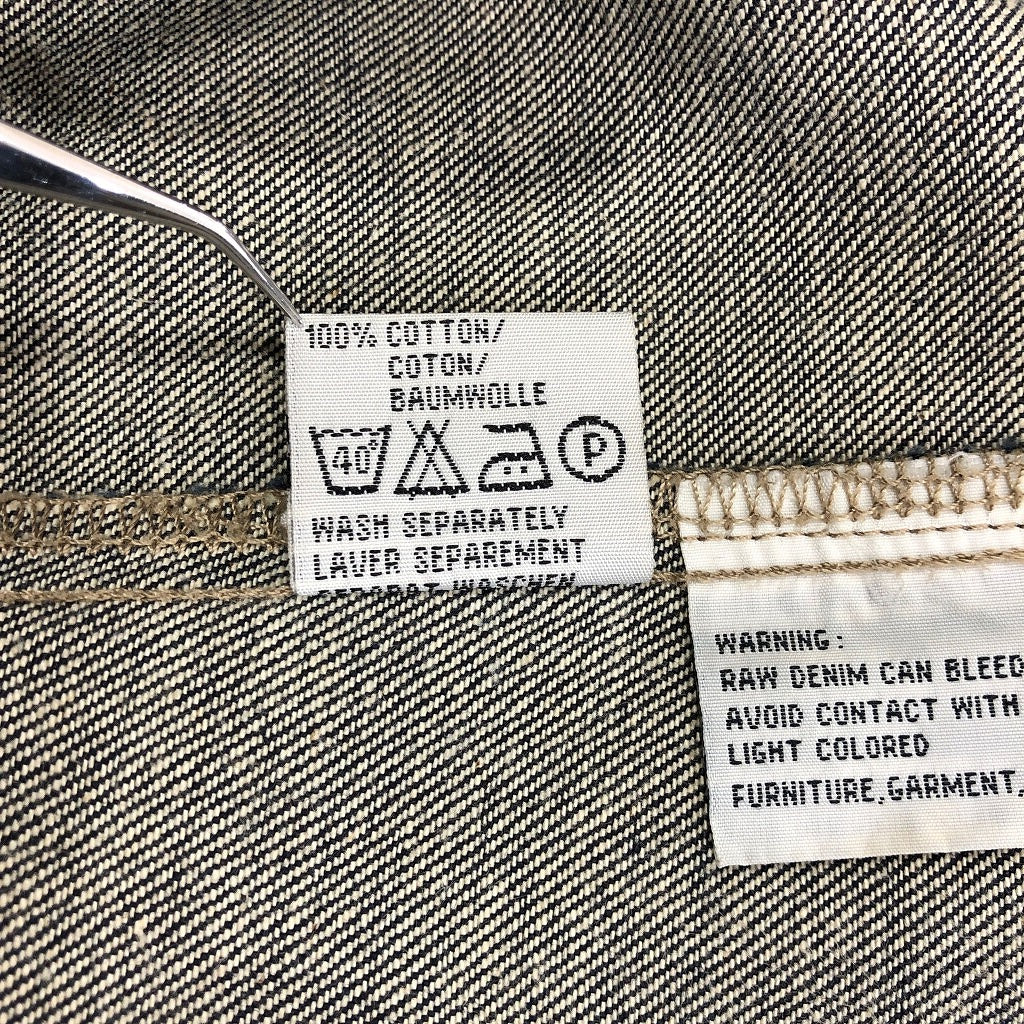 100% COTTON/
COTON/
BAUMWOLLE
40° P
WASH SEPARATELY
LAVER SEPAREMENT
WASCHEN
WARNING:
RAW DENIM CAN BLEED
AVOID CONTACT WITH
LIGHT COLORED
FURNITURE,GARMENT,